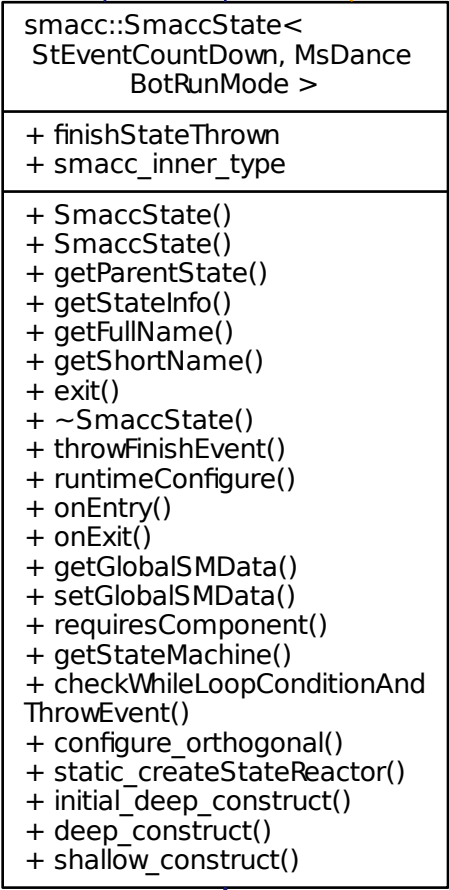 smacc::SmaccState<
StEventCountDown, MsDance
BotRunMode >
+ finishStateThrown
+ smacc_inner_type
+ SmaccState()
+ SmaccState()
+ getParentState()
+ getStateInfo()
+ getFullName()
+ getShortName()
+ exit()
+ ~SmaccState()
+ throwFinishEvent()
+ runtimeConfigure()
+ onEntry()
+ onExit()
+ getGlobalSMData()
+ setGlobalSMData()
+ requiresComponent()
+ getStateMachine()
+ checkWhileLoopConditionAnd
ThrowEvent()
+ configure_orthogonal()
+ static_createStateReactor()
+ initial_deep_construct()
+ deep_construct()
+ shallow_construct()